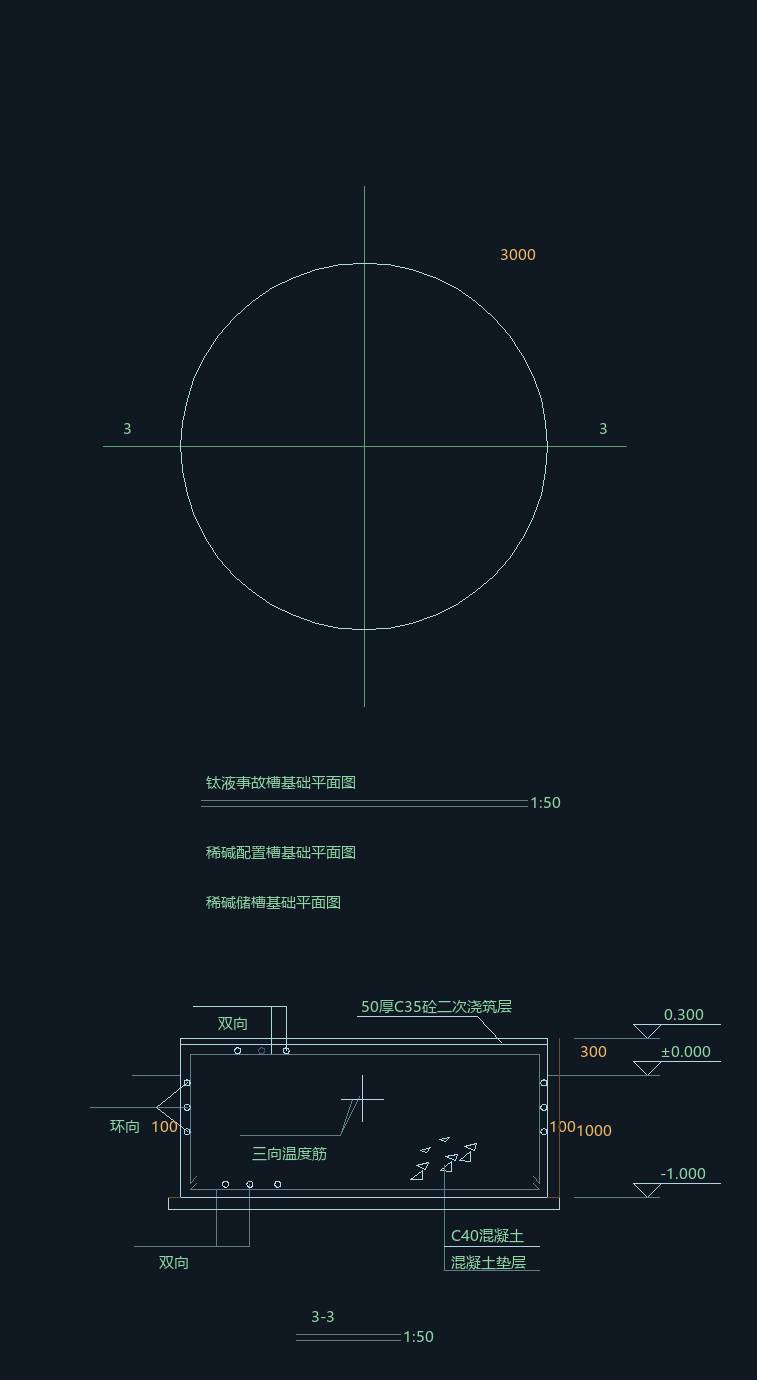 3000
3
3
钛液事故槽基础平面图
1:50
稀碱配置槽基础平面图
稀碱储槽基础平面图
50厚C35砼二次浇筑层
0.300
双向
300
±0.000
环向
100
100
1000
三向温度筋
-1.000
C40混凝土
双向
混凝土垫层
3-3
1:50